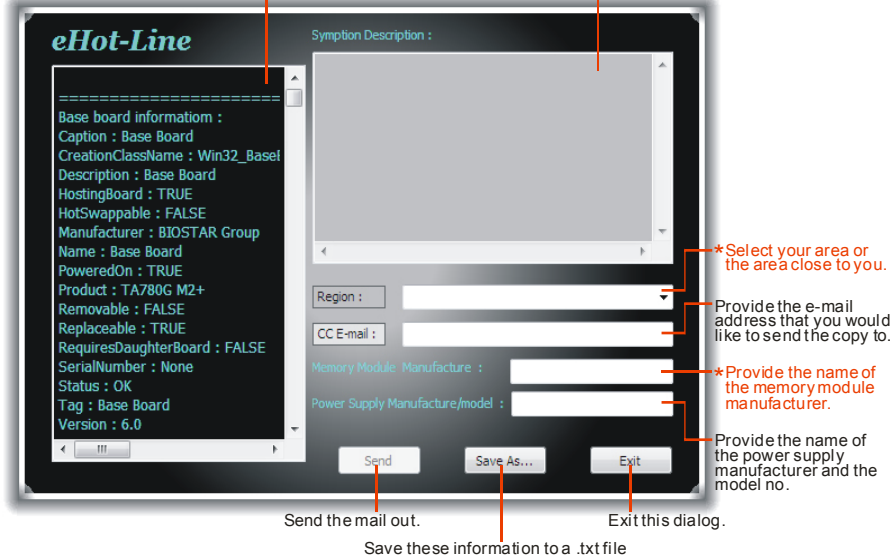 eHot-Line
======================
Base board informatiom :
Caption : Base Board
CreationClassName : Win32_BaseB
Description : Base Board
HostingBoard : TRUE
HotSwappable : FALSE
Manufacturer : BIOSTAR Group
Name : Base Board
PoweredOn : TRUE
Product : TA780G M2+
Removable : FALSE
Replaceable : TRUE
RequiresDaughterBoard : FALSE
SerialNumber : None
Status : OK
Tag : Base Board
Version : 6.0
Symption Description :
Region :
CC E-mail :
Memory Module Manufacture :
Power Supply Manufacture/model :
Send
Save As...
Exit
*Select your area or
the area close to you.
Provide the e-mail
address that you would
like to send the copy to.
*Provide the name of
the memory module
manufacturer.
Provide the name of
the power supply
manufacturer and the
model no.
Send the mail out.
Exit this dialog.
Save these information to a .txt file